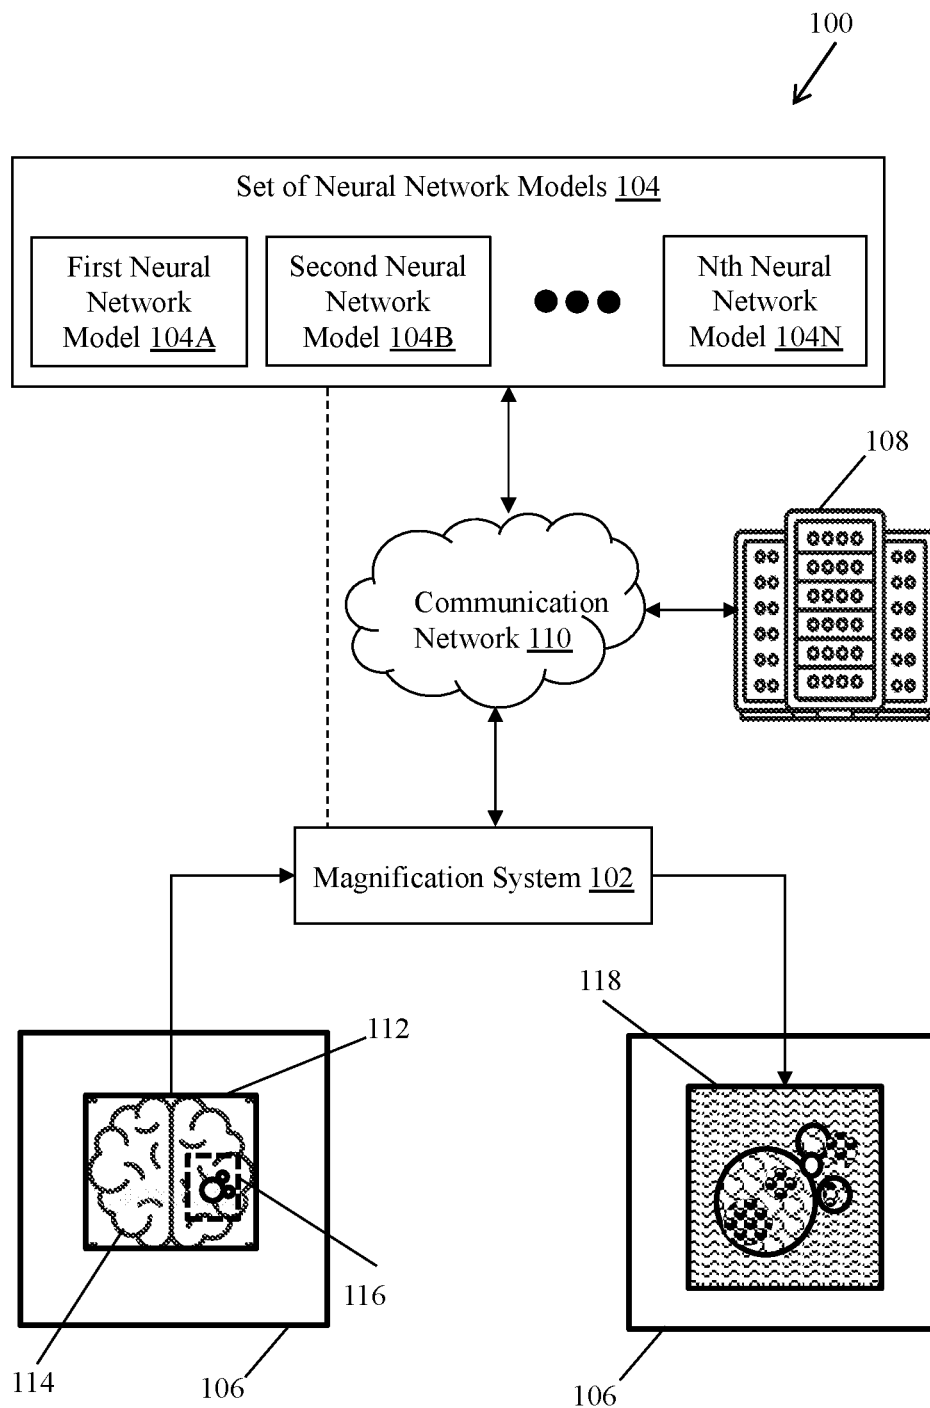 100
Set of Neural Network Models 104
First Neural
Network
Model 104A
Second Neural
Network
Model 104B
Nth Neural
Network
Model 104N
108
Communication
Network 110
Magnification System 102
118
112
116
114
106
106